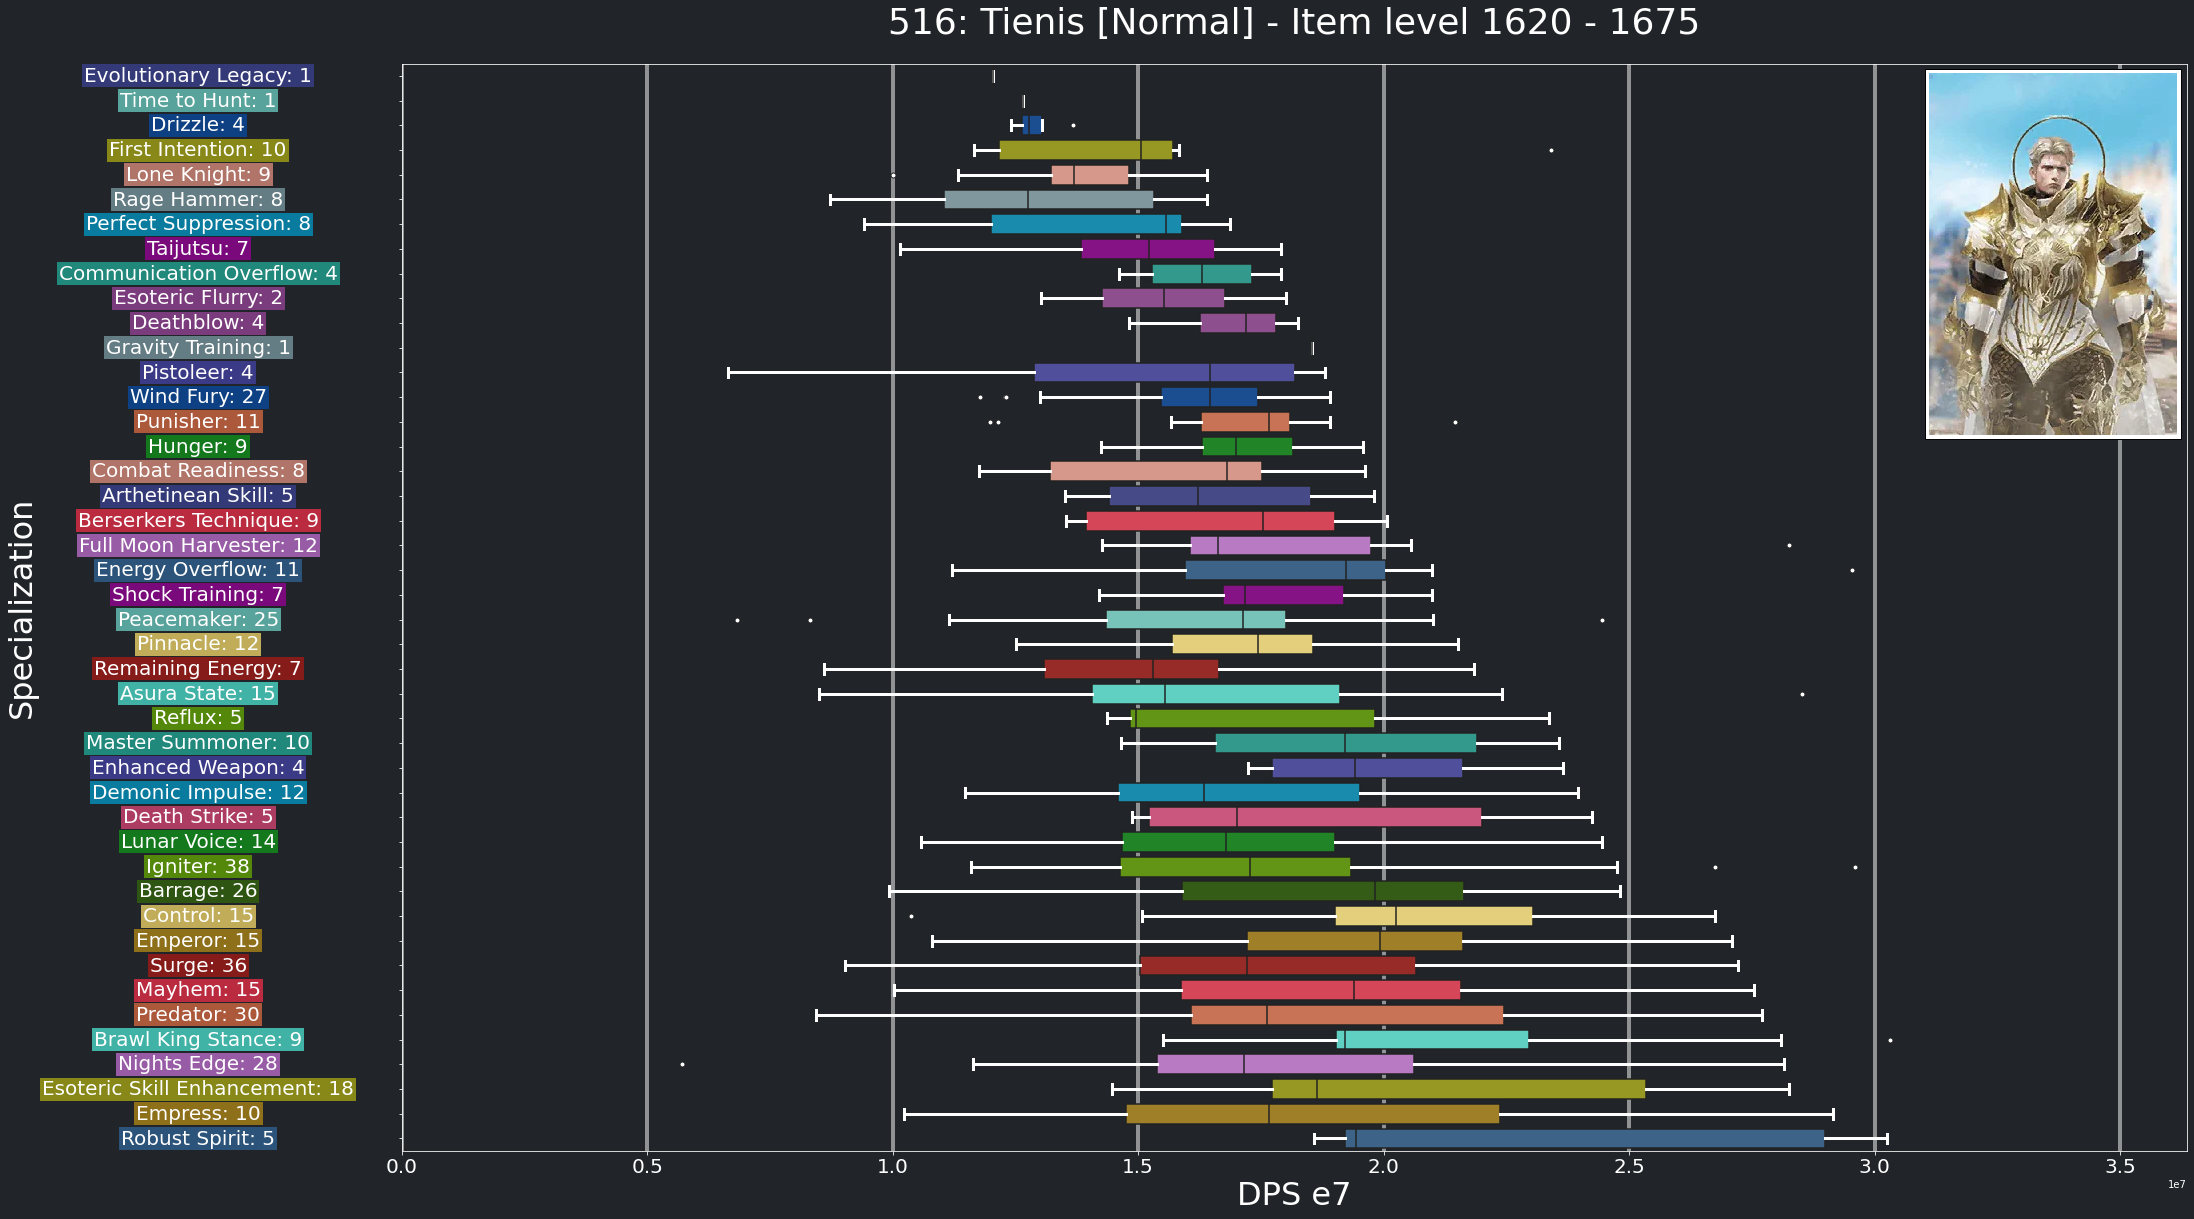 516: Tienis [Normal] - Item level 1620 - 1675
Specialization
Evolutionary Legacy: 1
Time to Hunt: 1
Drizzle: 4
First Intention: 10
Lone Knight: 9
Rage Hammer: 8
Perfect Suppression: 8
Taijutsu: 7
Communication Overflow: 4
Esoteric Flurry: 2
Deathblow: 4
Gravity Training: 1
Pistoleer: 4
Wind Fury: 27
Punisher: 11
Hunger: 9
Combat Readiness: 8
Arthetinean Skill: 5
Berserkers Technique: 9
Full Moon Harvester: 12
Energy Overflow: 11
Shock Training: 7
Peacemaker: 25
Pinnacle: 12
Remaining Energy: 7
Asura State: 15
Reflux: 5
Master Summoner: 10
Enhanced Weapon: 4
Demonic Impulse: 12
Death Strike: 5
Lunar Voice: 14
Igniter: 38
Barrage: 26
Control: 15
Emperor: 15
Surge: 36
Mayhem: 15
Predator: 30
Brawl King Stance: 9
Nights Edge: 28
Esoteric Skill Enhancement: 18
Empress: 10
Robust Spirit: 5
0.0 0.5 1.0 1.5 2.0 2.5 3.0 3.5
1e7
DPS e7